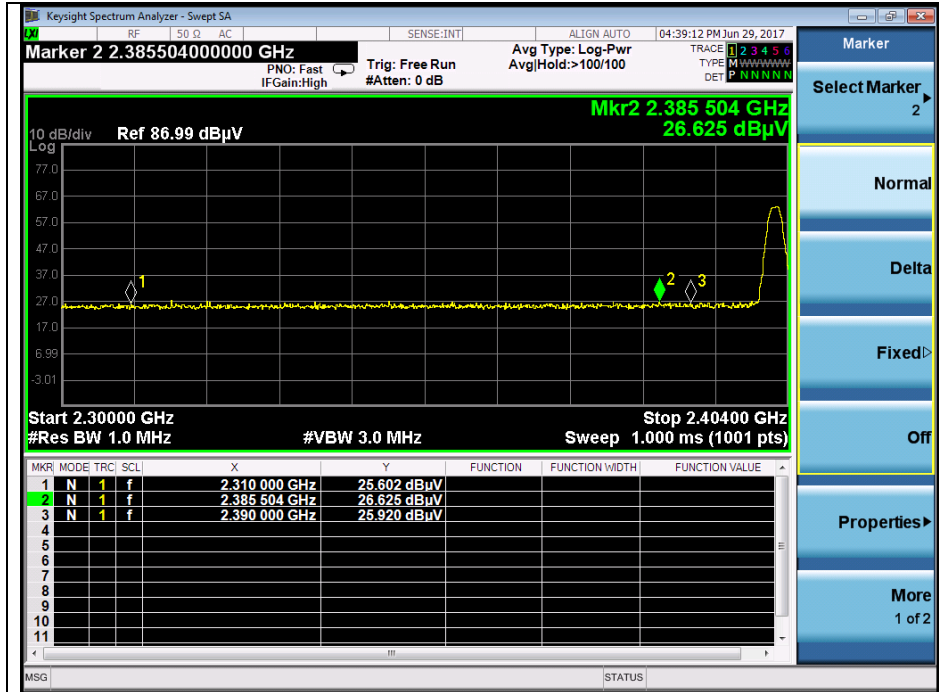 Keysight Spectrum Analyzer - Swept SA
LXI RF 50 Ω AC SENSE:INT ALIGN AUTO 04:39:12 PM Jun 29, 2017
Marker 2 2.385504000000 GHz
PNO: Fast
IFGain:High
Trig: Free Run
#Atten: 0 dB
Avg Type: Log-Pwr
Avg|Hold:>100/100
TRACE 1 2 3 4 5 6
TYPE M WWWWW
DET P N N N N N
Mkr2 2.385 504 GHz
26.625 dBµV
10 dB/div Ref 86.99 dBµV
Log
77.0
67.0
57.0
47.0
37.0
27.0
17.0
6.99
-3.01
1
2
3
Start 2.30000 GHz Stop 2.40400 GHz
#Res BW 1.0 MHz #VBW 3.0 MHz Sweep 1.000 ms (1001 pts)
MKR MODE TRC SCL X Y FUNCTION FUNCTION WIDTH FUNCTION VALUE
1 N 1 f 2.310 000 GHz 25.602 dBµV
2 N 1 f 2.385 504 GHz 26.625 dBµV
3 N 1 f 2.390 000 GHz 25.920 dBµV
4
5
6
7
8
9
10
11
MSG STATUS
Marker
Select Marker
2
Normal
Delta
Fixed
Off
Properties
More
1 of 2